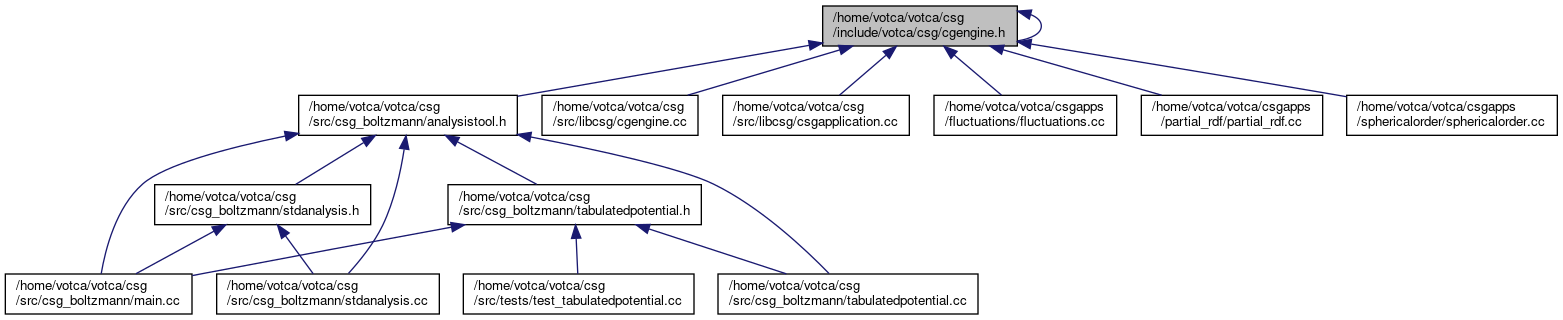 /home/votca/votca/csg
/include/votca/csg/cgengine.h
/home/votca/votca/csg
/src/csg_boltzmann/analysistool.h
/home/votca/votca/csg
/src/libcsg/cgengine.cc
/home/votca/votca/csg
/src/libcsg/csgapplication.cc
/home/votca/votca/csgapps
/fluctuations/fluctuations.cc
/home/votca/votca/csgapps
/partial_rdf/partial_rdf.cc
/home/votca/votca/csgapps
/sphericalorder/sphericalorder.cc
/home/votca/votca/csg
/src/csg_boltzmann/stdanalysis.h
/home/votca/votca/csg
/src/csg_boltzmann/tabulatedpotential.h
/home/votca/votca/csg
/src/csg_boltzmann/main.cc
/home/votca/votca/csg
/src/csg_boltzmann/stdanalysis.cc
/home/votca/votca/csg
/src/tests/test_tabulatedpotential.cc
/home/votca/votca/csg
/src/csg_boltzmann/tabulatedpotential.cc